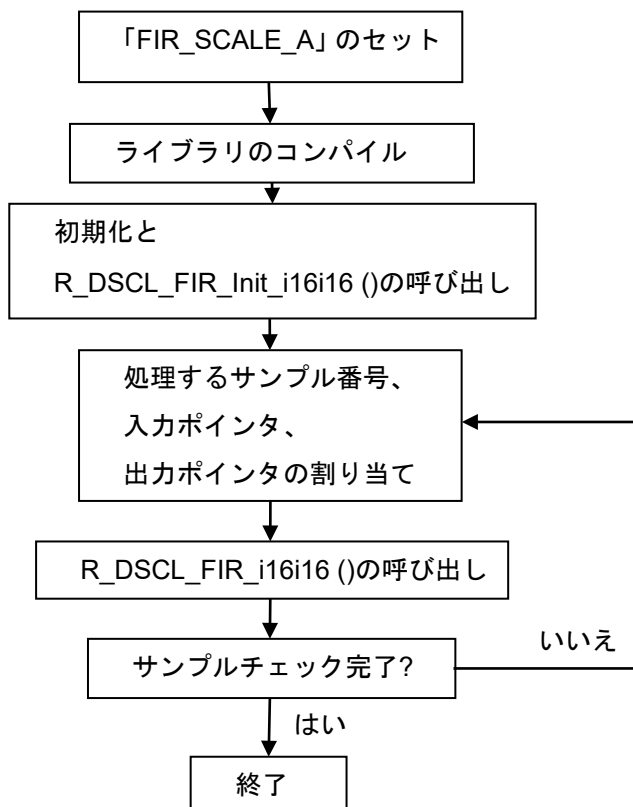 「FIR_SCALE_A」のセット
ライブラリのコンパイル
初期化と
R_DSCL_FIR_Init_i16i16 ()の呼び出し
処理するサンプル番号、
入力ポインタ、
出力ポインタの割り当て
R_DSCL_FIR_i16i16 ()の呼び出し
サンプルチェック完了?
いいえ
はい
終了